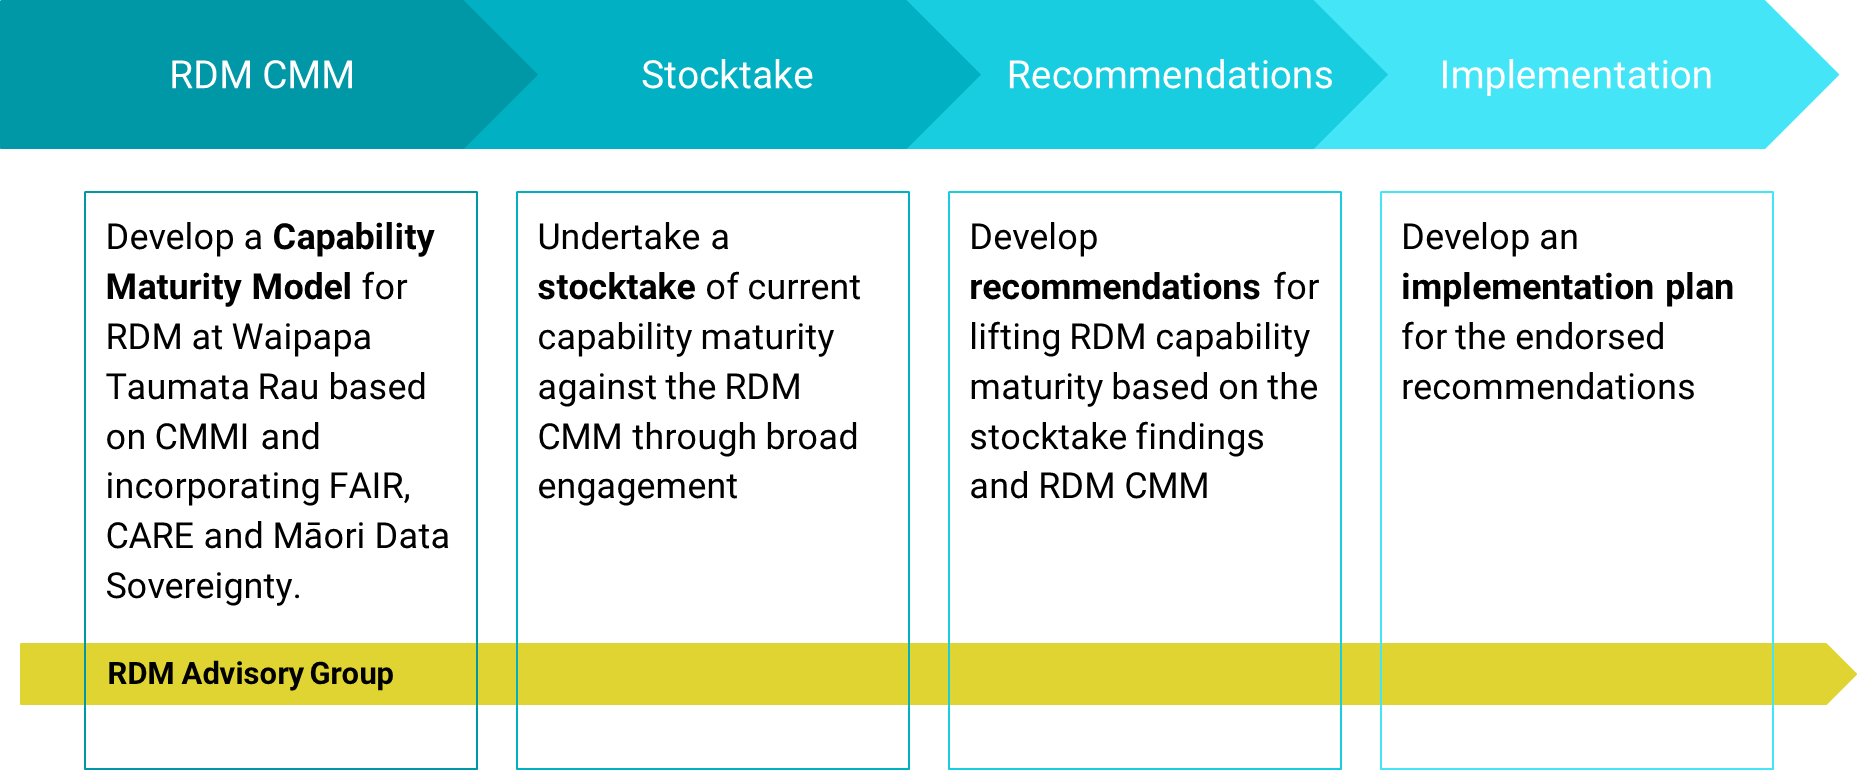 RDM CMM
Stocktake
Recommendations
Implementation
Develop a Capability
Maturity Model for
RDM at Waipapa
Taumata Rau based
on CMMI and
incorporating FAIR,
CARE and Māori Data
Sovereignty.
Undertake a
stocktake of current
capability maturity
against the RDM
CMM through broad
engagement
Develop
recommendations for
lifting RDM capability
maturity based on the
stocktake findings
and RDM CMM
Develop an
implementation plan
for the endorsed
recommendations
RDM Advisory Group